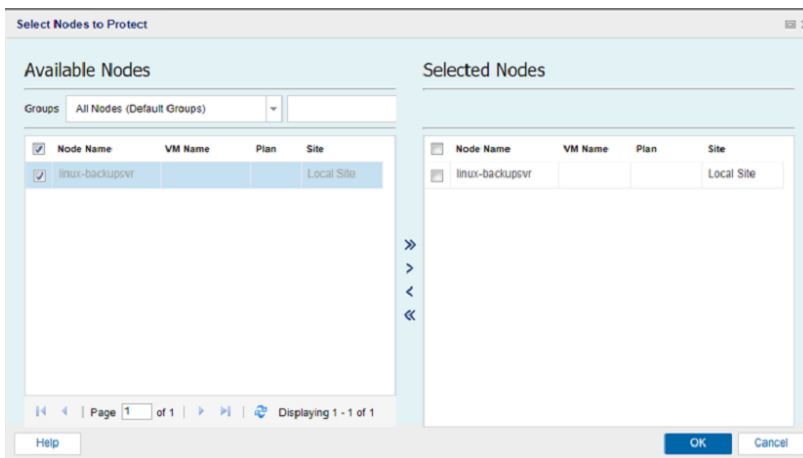 Select Nodes to Protect
Available Nodes
Selected Nodes
Groups All Nodes (Default Groups)
Node Name VM Name Plan Site
linux-backupsvr Local Site
Node Name VM Name Plan Site
linux-backupsvr Local Site
Page 1 of 1 Displaying 1 - 1 of 1
Help OK Cancel